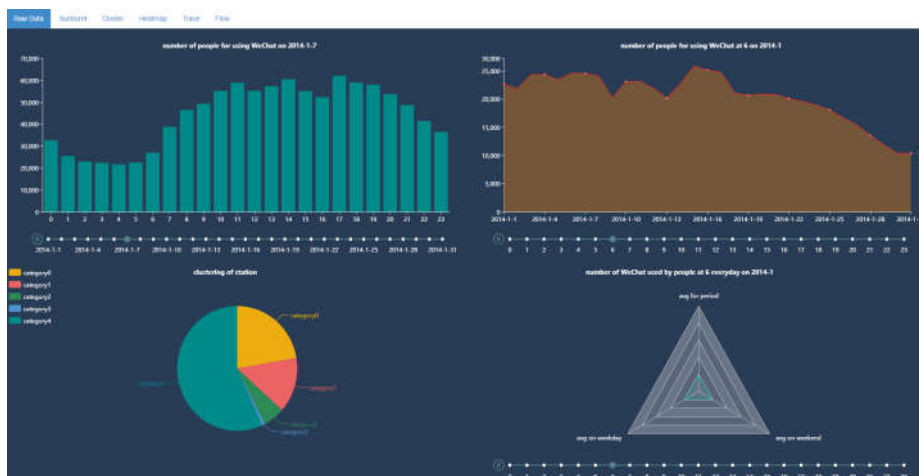 Raw Data Sunburst Cluster Heatmap Trace Flow
number of people for using WeChat on 2014-1-7
70,000
60,000
50,000
40,000
30,000
20,000
10,000
0
0 1 2 3 4 5 6 7 8 9 10 11 12 13 14 15 16 17 18 19 20 21 22 23
2014-1-1 2014-1-4 2014-1-7 2014-1-10 2014-1-13 2014-1-16 2014-1-19 2014-1-22 2014-1-25 2014-1-28 2014-1-31
number of people for using WeChat at 6 on 2014-1
30,000
25,000
20,000
15,000
10,000
5,000
0
2014-1-1 2014-1-4 2014-1-7 2014-1-10 2014-1-13 2014-1-16 2014-1-19 2014-1-22 2014-1-25 2014-1-28 2014-1-
0 1 2 3 4 5 6 7 8 9 10 11 12 13 14 15 16 17 18 19 20 21 22 23
category0
category1
category2
category3
category4
clustering of station
category0
category1
category2
category3
number of WeChat used by people at 6 everyday on 2014-1
avg for period
avg on weekday
avg on weekend